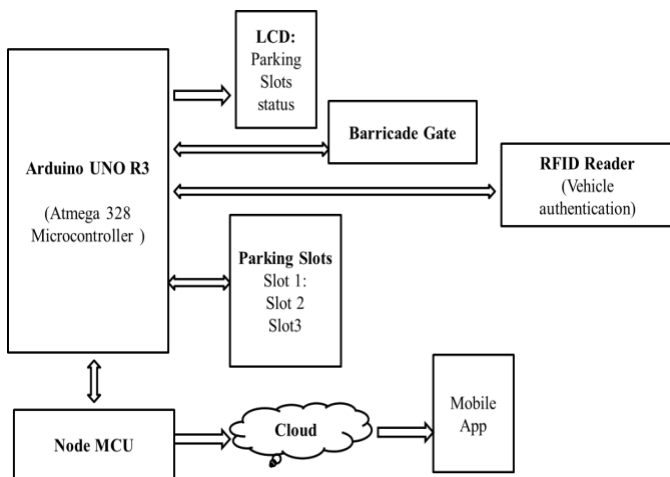 LCD:
Parking
Slots
status
Barricade Gate
Arduino UNO R3
(Atmega 328
Microcontroller )
RFID Reader
(Vehicle
authentication)
Parking Slots
Slot 1:
Slot 2
Slot3
Node MCU
Cloud
Mobile
App